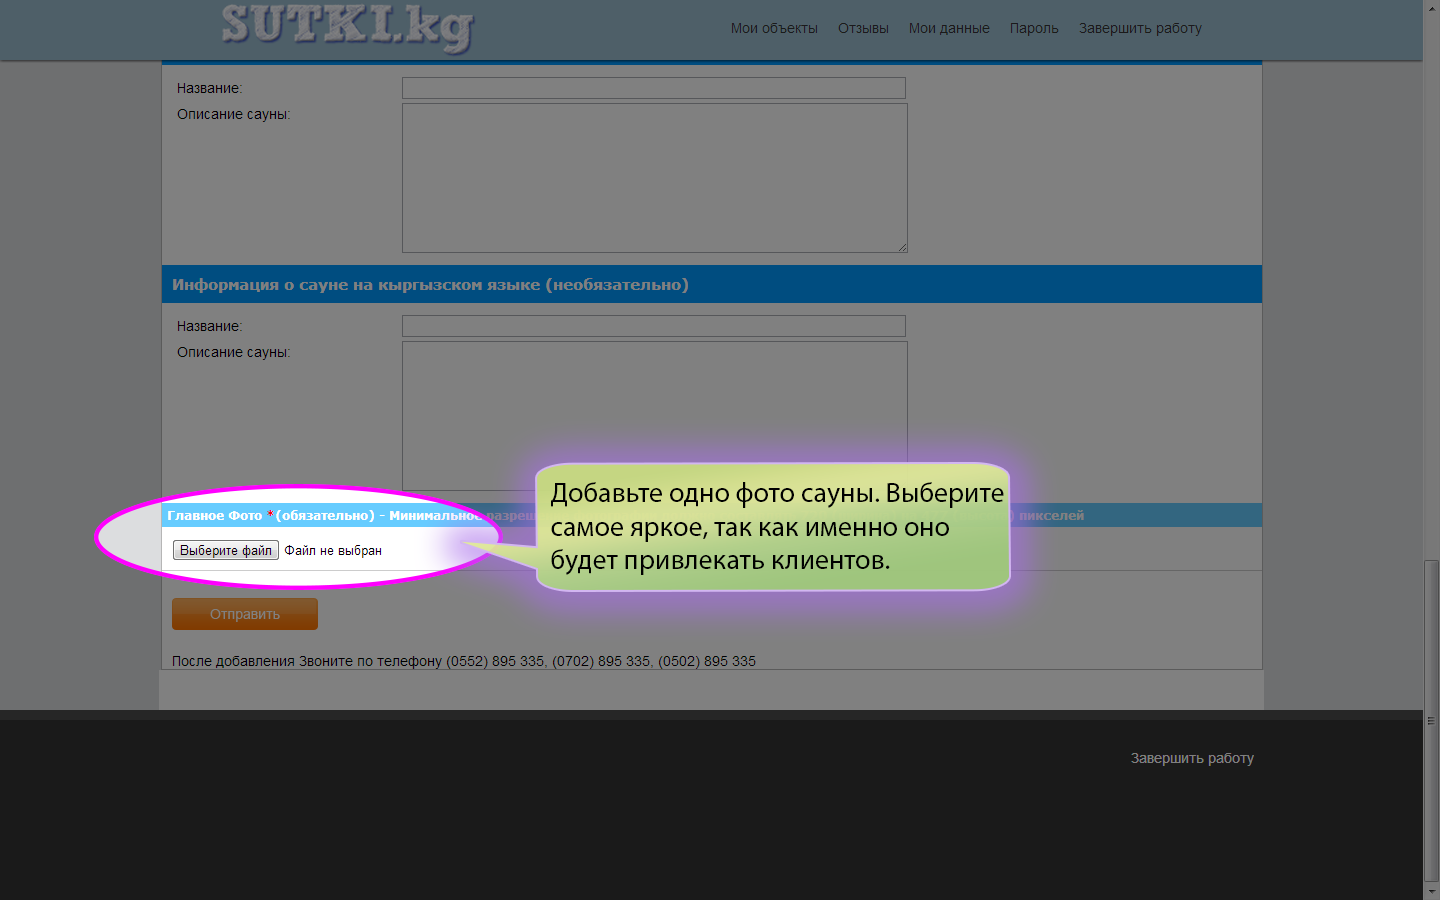 SUTKI.kg
Мои объекты Отзывы Мои данные Пароль Завершить работу
Название:
Описание сауны:
Информация о сауне на кыргызском языке (необязательно)
Название:
Описание сауны:
Главное Фото *(обязательно) - Минимальное пикселей
Выберите файл Файл не выбран
Добавьте одно фото сауны. Выберите
самое яркое, так как именно оно
будет привлекать клиентов.
Отправить
После добавления Звоните по телефону (0552) 895 335, (0702) 895 335, (0502) 895 335
Завершить работу